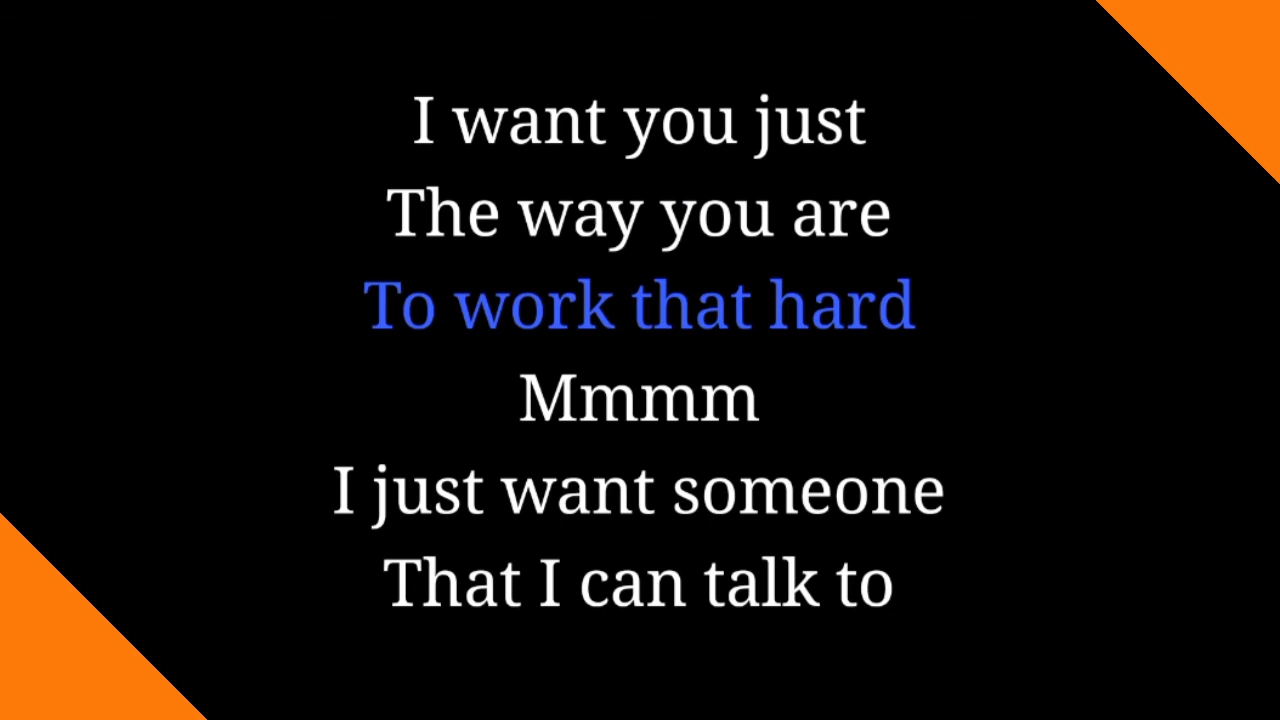 I want you just
The way you are
To work that hard
Mmmm
I just want someone
That I can talk to